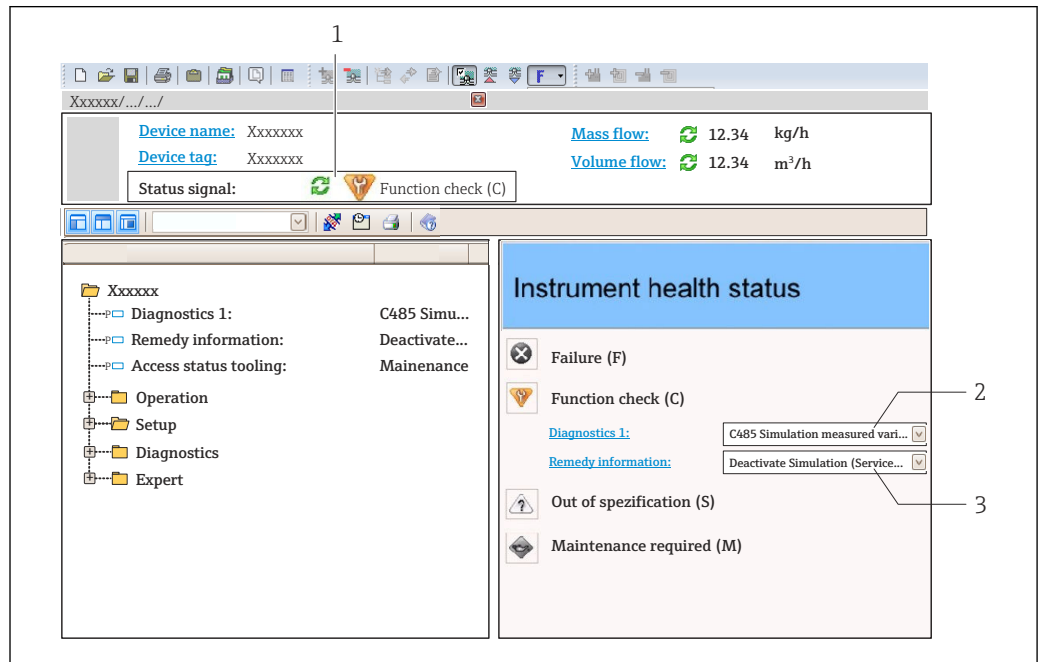 1
F
Xxxxxx/.../.../
Device name: Xxxxxxx
Mass flow: 12.34 kg/h
Device tag: Xxxxxxx
Volume flow: 12.34 m³/h
Status signal: Function check (C)
Xxxxxx
P Diagnostics 1: C485 Simu...
P Remedy information: Deactivate...
P Access status tooling: Mainenance
Operation
Setup
Diagnostics
Expert
Instrument health status
Failure (F)
Function check (C)
2
Diagnostics 1: C485 Simulation measured vari...
Remedy information: Deactivate Simulation (Service...
Out of spezification (S)
3
Maintenance required (M)